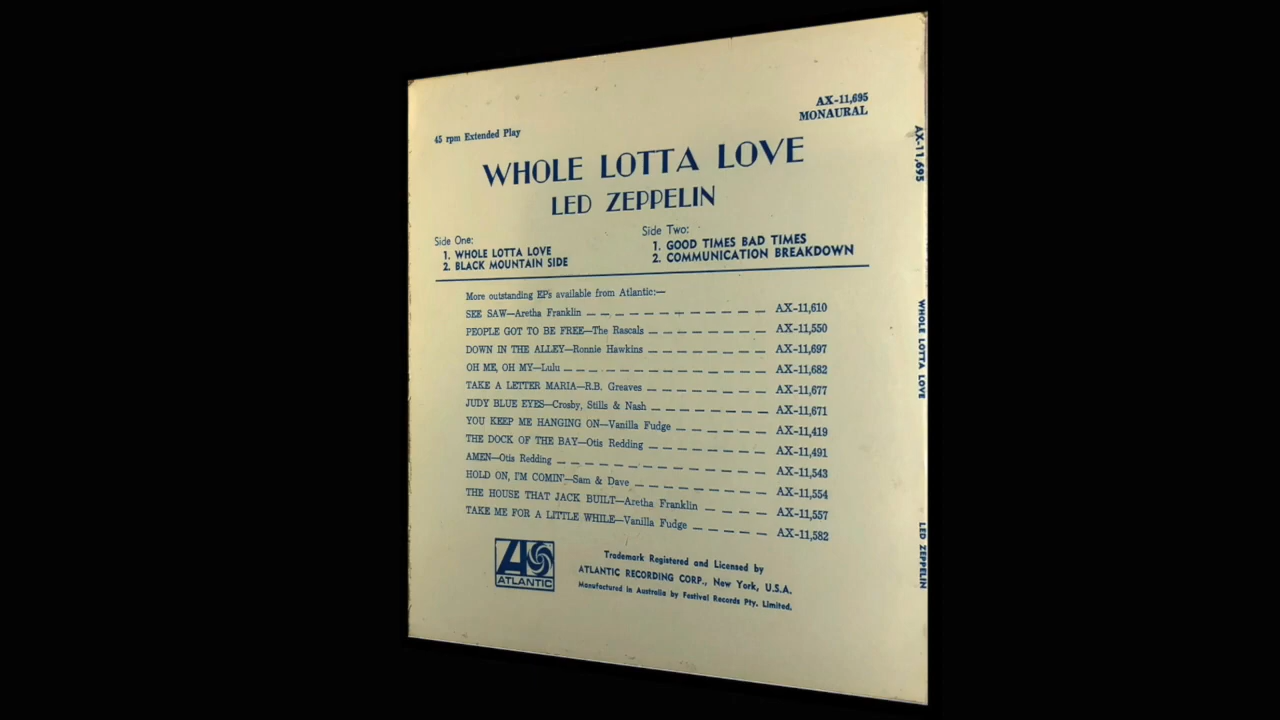 45 rpm Extended Play
AX-11,695
MONAURAL
WHOLE LOTTA LOVE
LED ZEPPELIN
Side One:
1. WHOLE LOTTA LOVE
2. BLACK MOUNTAIN SIDE
Side Two:
1. GOOD TIMES BAD TIMES
2. COMMUNICATION BREAKDOWN
More outstanding EP's available from Atlantic:—
SEE SAW—Aretha Franklin — — — — — — — — — — — — AX-11,610
PEOPLE GOT TO BE FREE—The Rascals — — — — — — — — AX-11,550
DOWN IN THE ALLEY—Ronnie Hawkins — — — — — — — — AX-11,697
OH ME, OH MY—Lulu — — — — — — — — — — — — — AX-11,682
TAKE A LETTER MARIA—R.B. Greaves — — — — — — — — AX-11,677
JUDY BLUE EYES—Crosby, Stills & Nash — — — — — — — — AX-11,671
YOU KEEP ME HANGING ON—Vanilla Fudge — — — — — — AX-11,419
THE DOCK OF THE BAY—Otis Redding — — — — — — — — AX-11,491
AMEN—Otis Redding — — — — — — — — — — — — — AX-11,543
HOLD ON, I'M COMIN'—Sam & Dave — — — — — — — — AX-11,554
THE HOUSE THAT JACK BUILT—Aretha Franklin — — — — AX-11,557
TAKE ME FOR A LITTLE WHILE—Vanilla Fudge — — — — — AX-11,582
ATLANTIC
Trademark Registered and Licensed by
ATLANTIC RECORDING CORP., New York, U.S.A.
Manufactured in Australia by Festival Records Pty. Limited.
AX-11,695
WHOLE LOTTA LOVE
LED ZEPPELIN